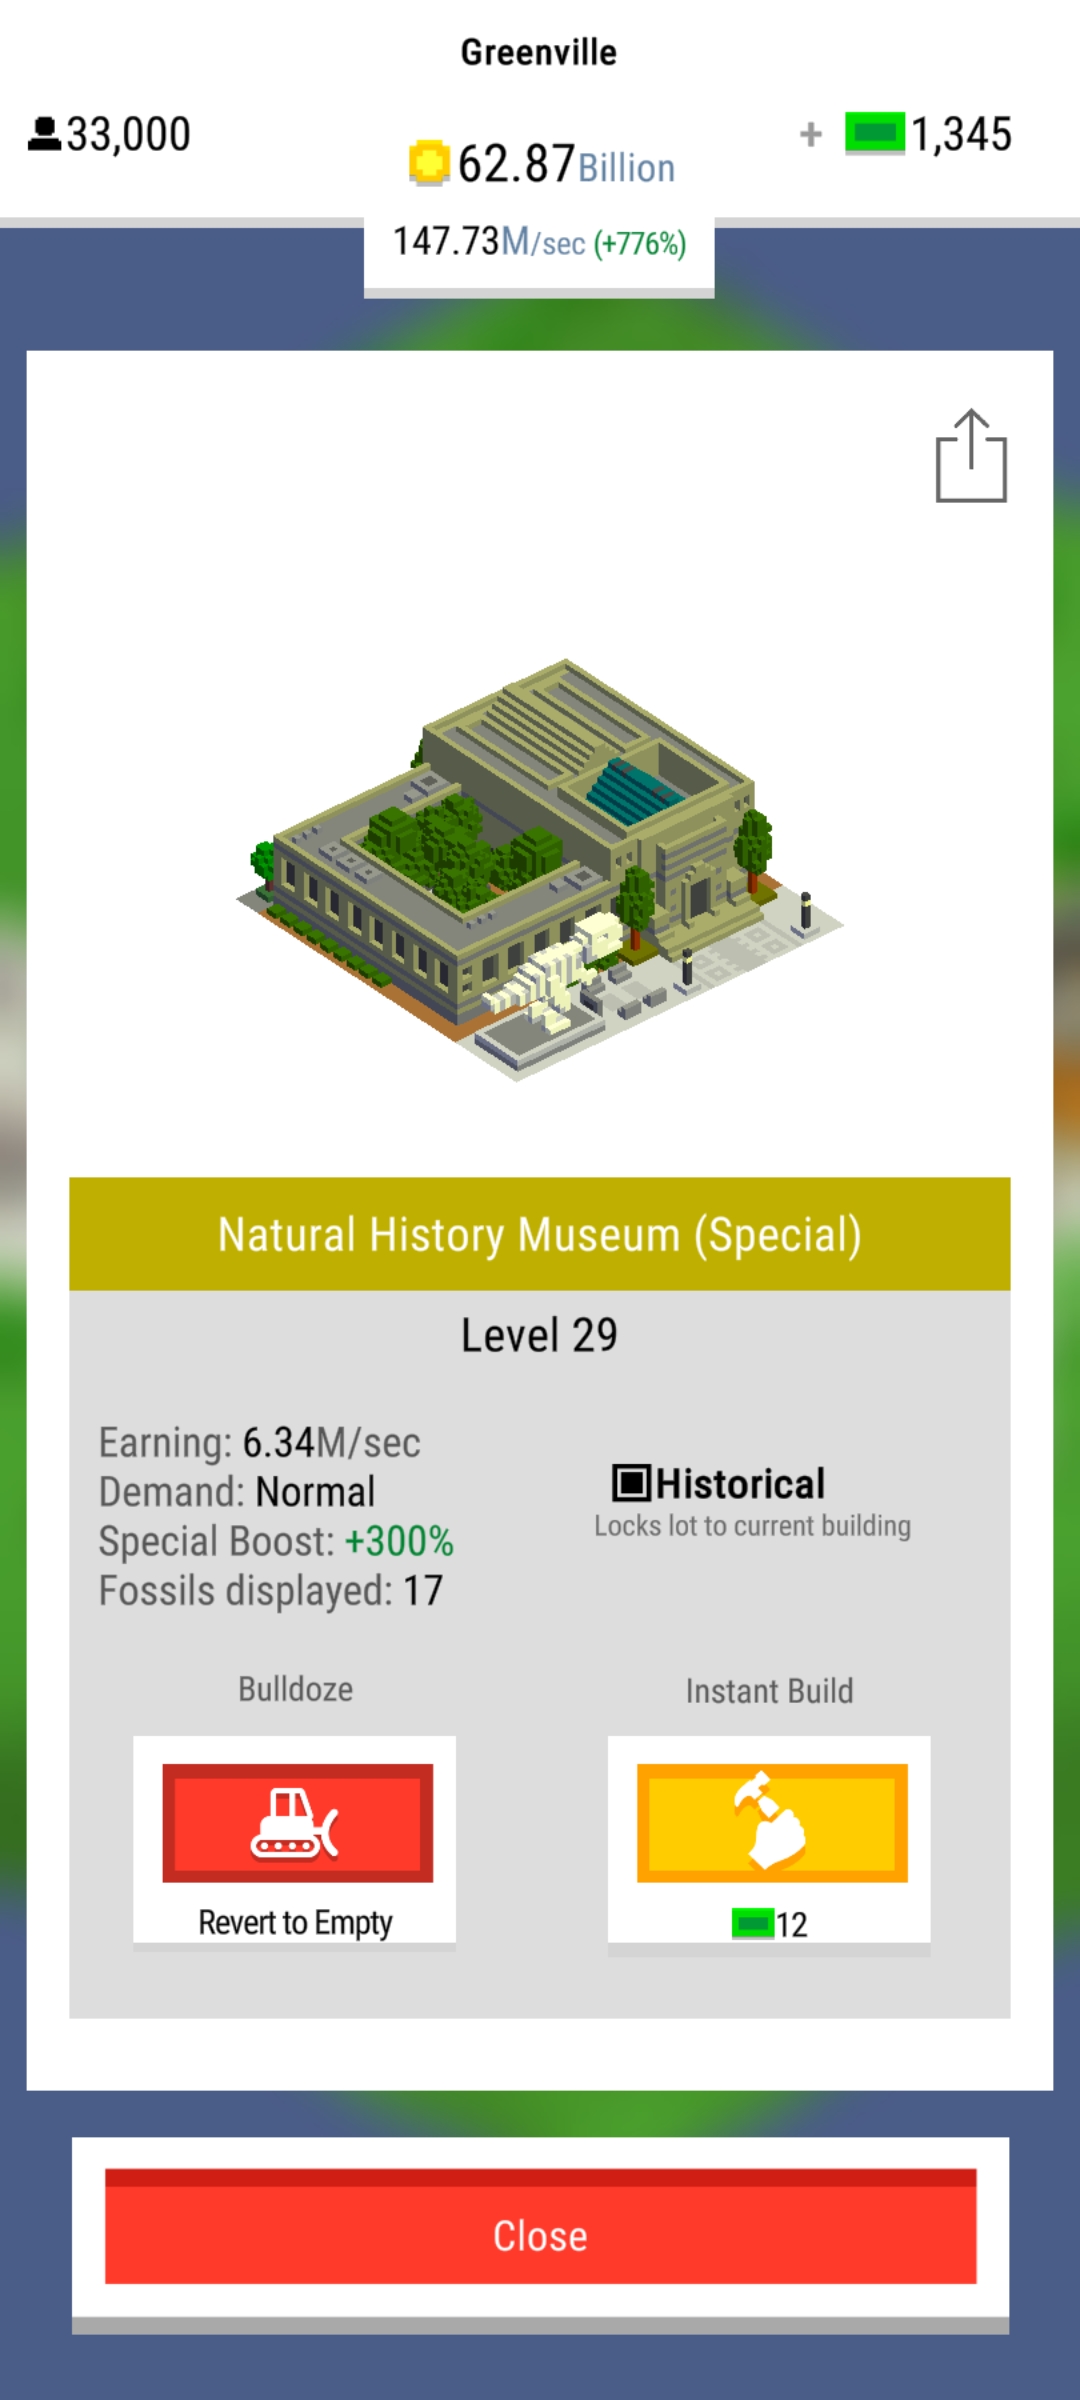 Greenville
33,000
62.87Billion
+ 1,345
147.73M/sec (+776%)
Natural History Museum (Special)
Level 29
Earning: 6.34M/sec
Demand: Normal
Special Boost: +300%
Fossils displayed: 17
Historical
Locks lot to current building
Bulldoze
Revert to Empty
Instant Build
12
Close